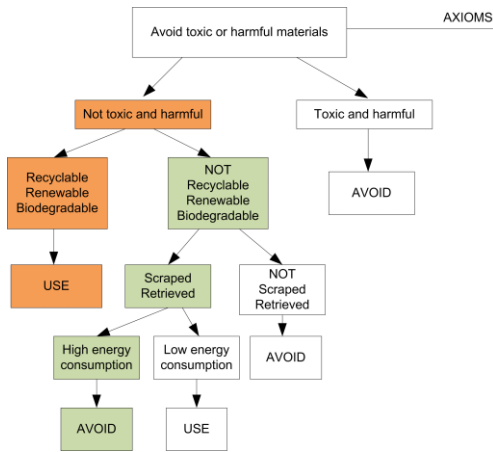 AXIOMS
Avoid toxic or harmful materials
Not toxic and harmful
Toxic and harmful
Recyclable
Renewable
Biodegradable
NOT
Recyclable
Renewable
Biodegradable
AVOID
USE
Scraped
Retrieved
NOT
Scraped
Retrieved
High energy
consumption
Low energy
consumption
AVOID
AVOID
USE